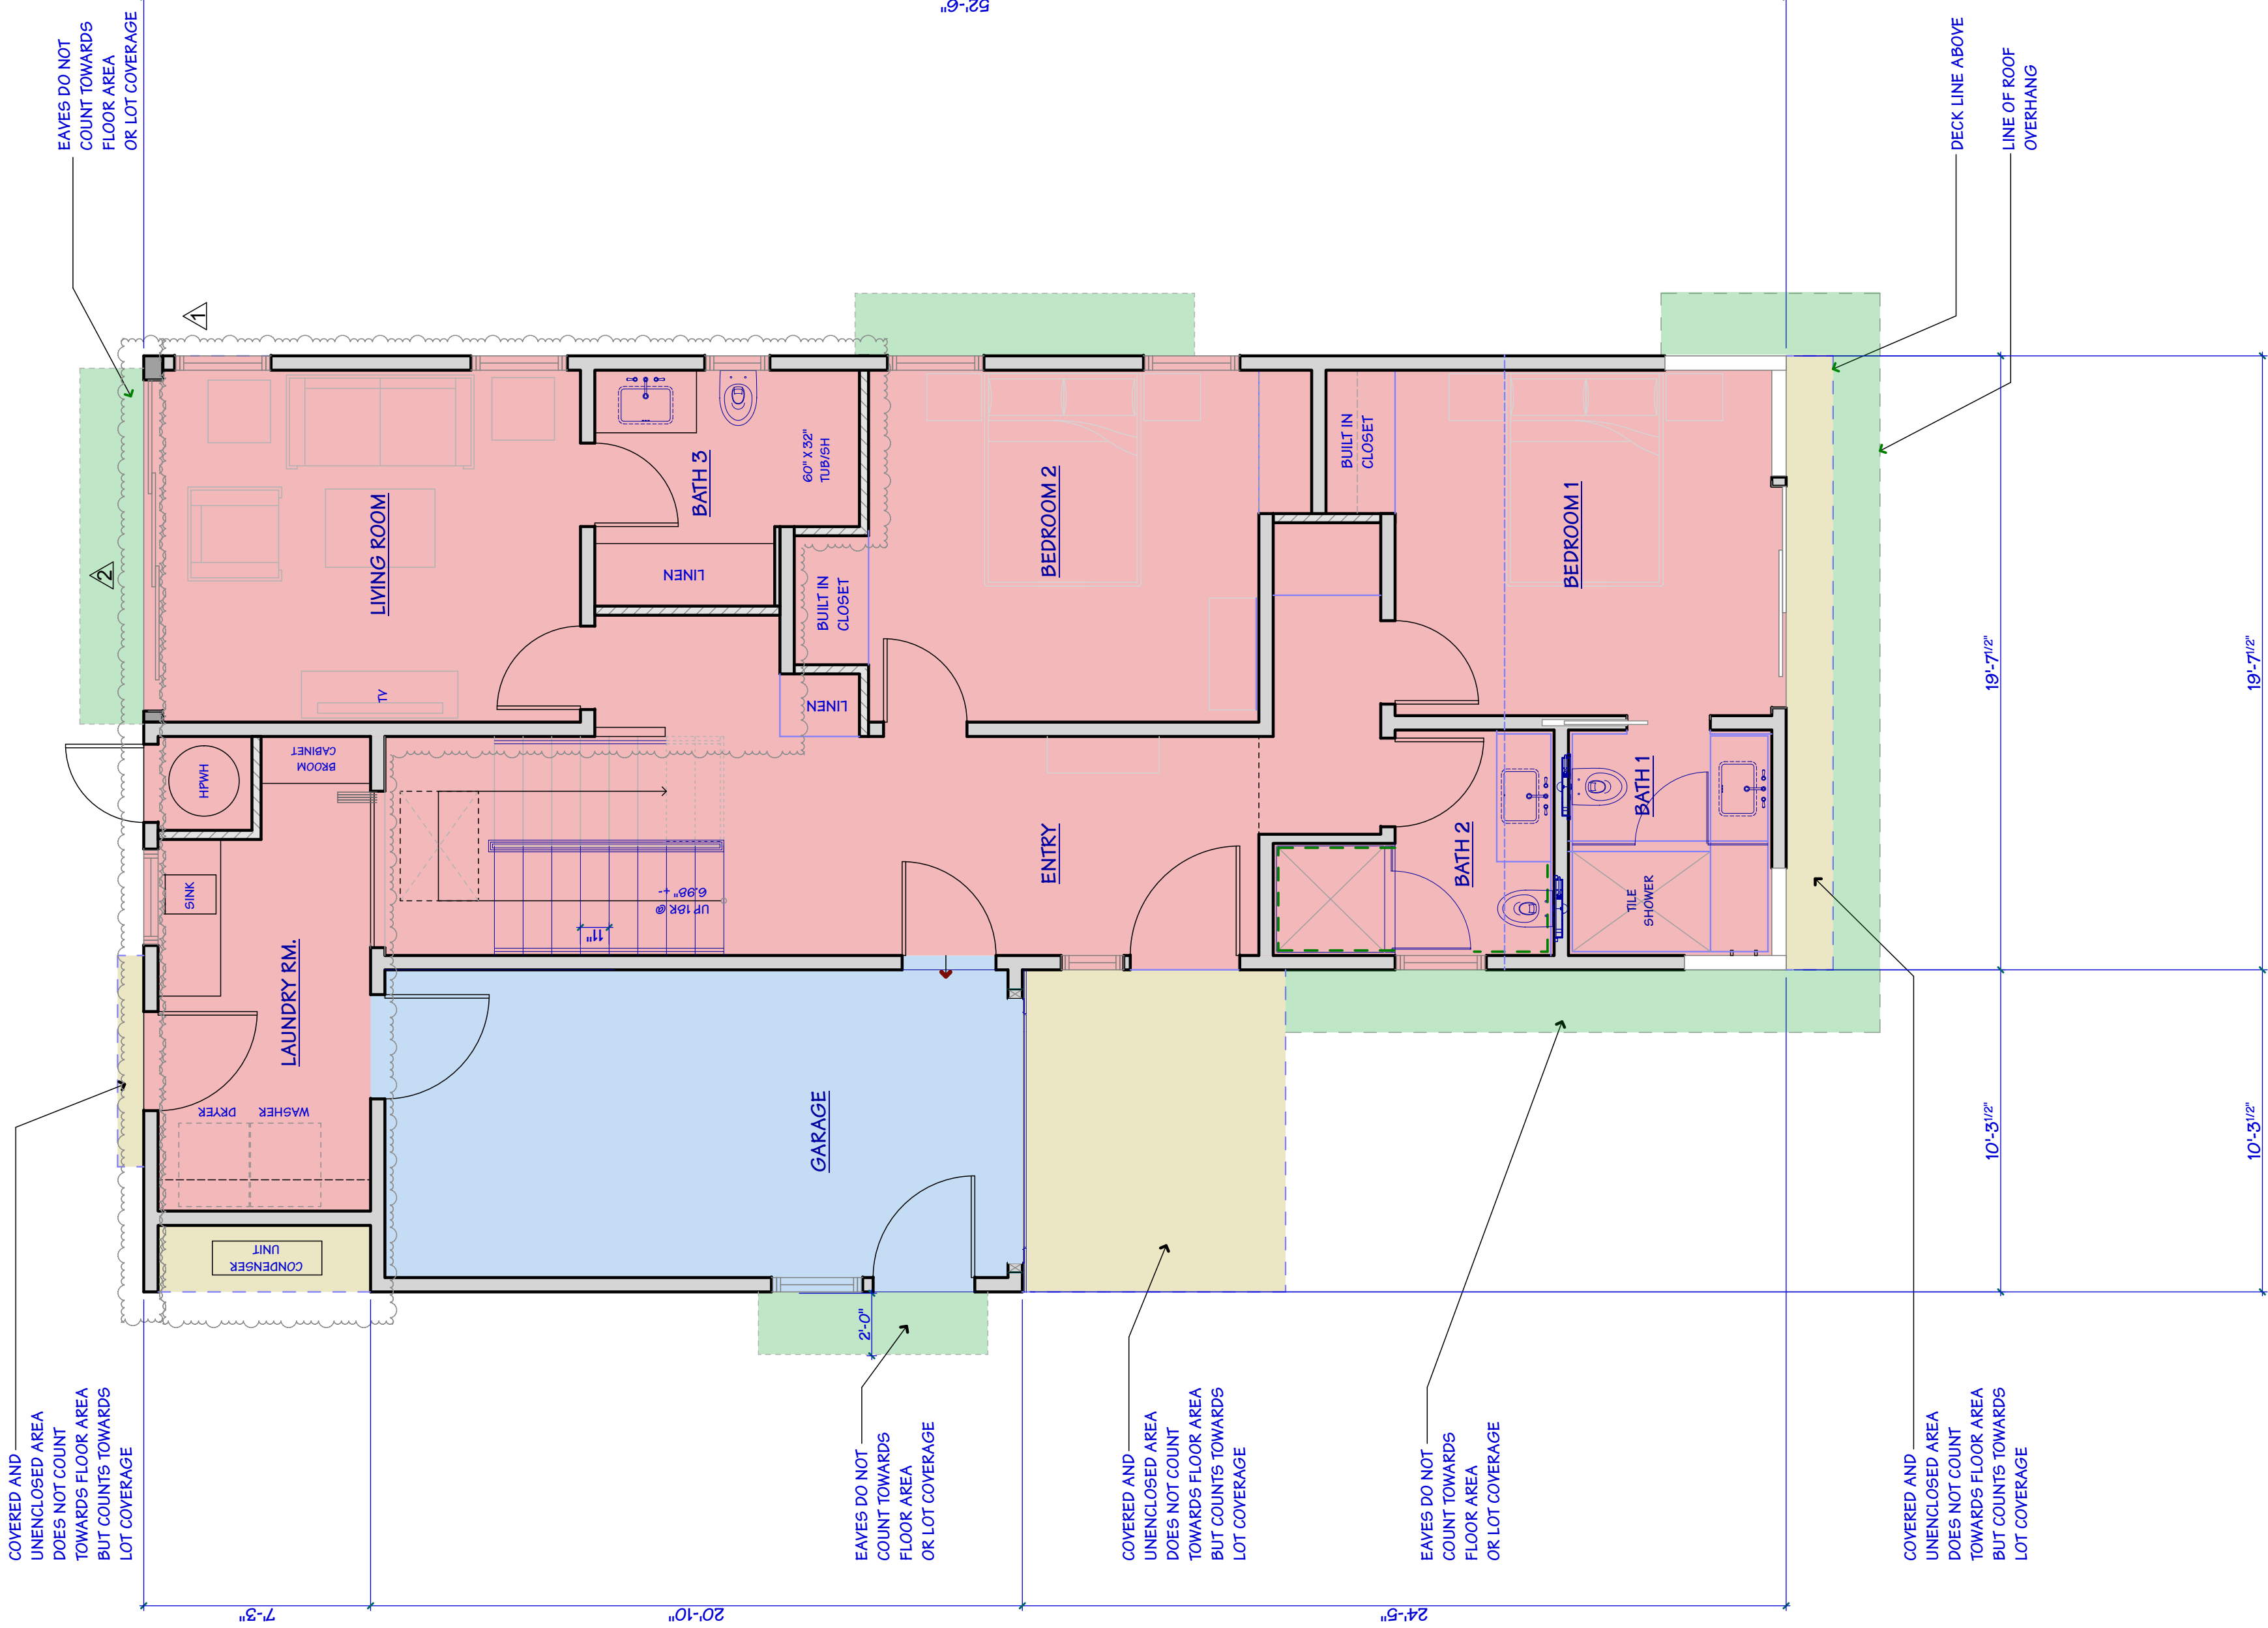 EAVES DO NOT
COUNT TOWARDS
FLOOR AREA
OR LOT COVERAGE
52'-6"
DECK LINE ABOVE
LINE OF ROOF
OVERHANG
1
2
LIVING ROOM
TV
BATH 3
60" X 32"
TUB/SH
LINEN
BUILT IN
CLOSET
LINEN
BEDROOM 2
BUILT IN
CLOSET
BEDROOM 1
HPWH
BROOM
CABINET
SINK
LAUNDRY RM.
DRYER
WASHER
CONDENSER
UNIT
UP 18R @
6.98" +-
11"
ENTRY
BATH 2
BATH 1
TILE
SHOWER
GARAGE
2'-0"
19'-7 1/2"
19'-7 1/2"
10'-3 1/2"
10'-3 1/2"
COVERED AND
UNENCLOSED AREA
DOES NOT COUNT
TOWARDS FLOOR AREA
BUT COUNTS TOWARDS
LOT COVERAGE
EAVES DO NOT
COUNT TOWARDS
FLOOR AREA
OR LOT COVERAGE
COVERED AND
UNENCLOSED AREA
DOES NOT COUNT
TOWARDS FLOOR AREA
BUT COUNTS TOWARDS
LOT COVERAGE
EAVES DO NOT
COUNT TOWARDS
FLOOR AREA
OR LOT COVERAGE
COVERED AND
UNENCLOSED AREA
DOES NOT COUNT
TOWARDS FLOOR AREA
BUT COUNTS TOWARDS
LOT COVERAGE
7'-3"
20'-10"
24'-5"